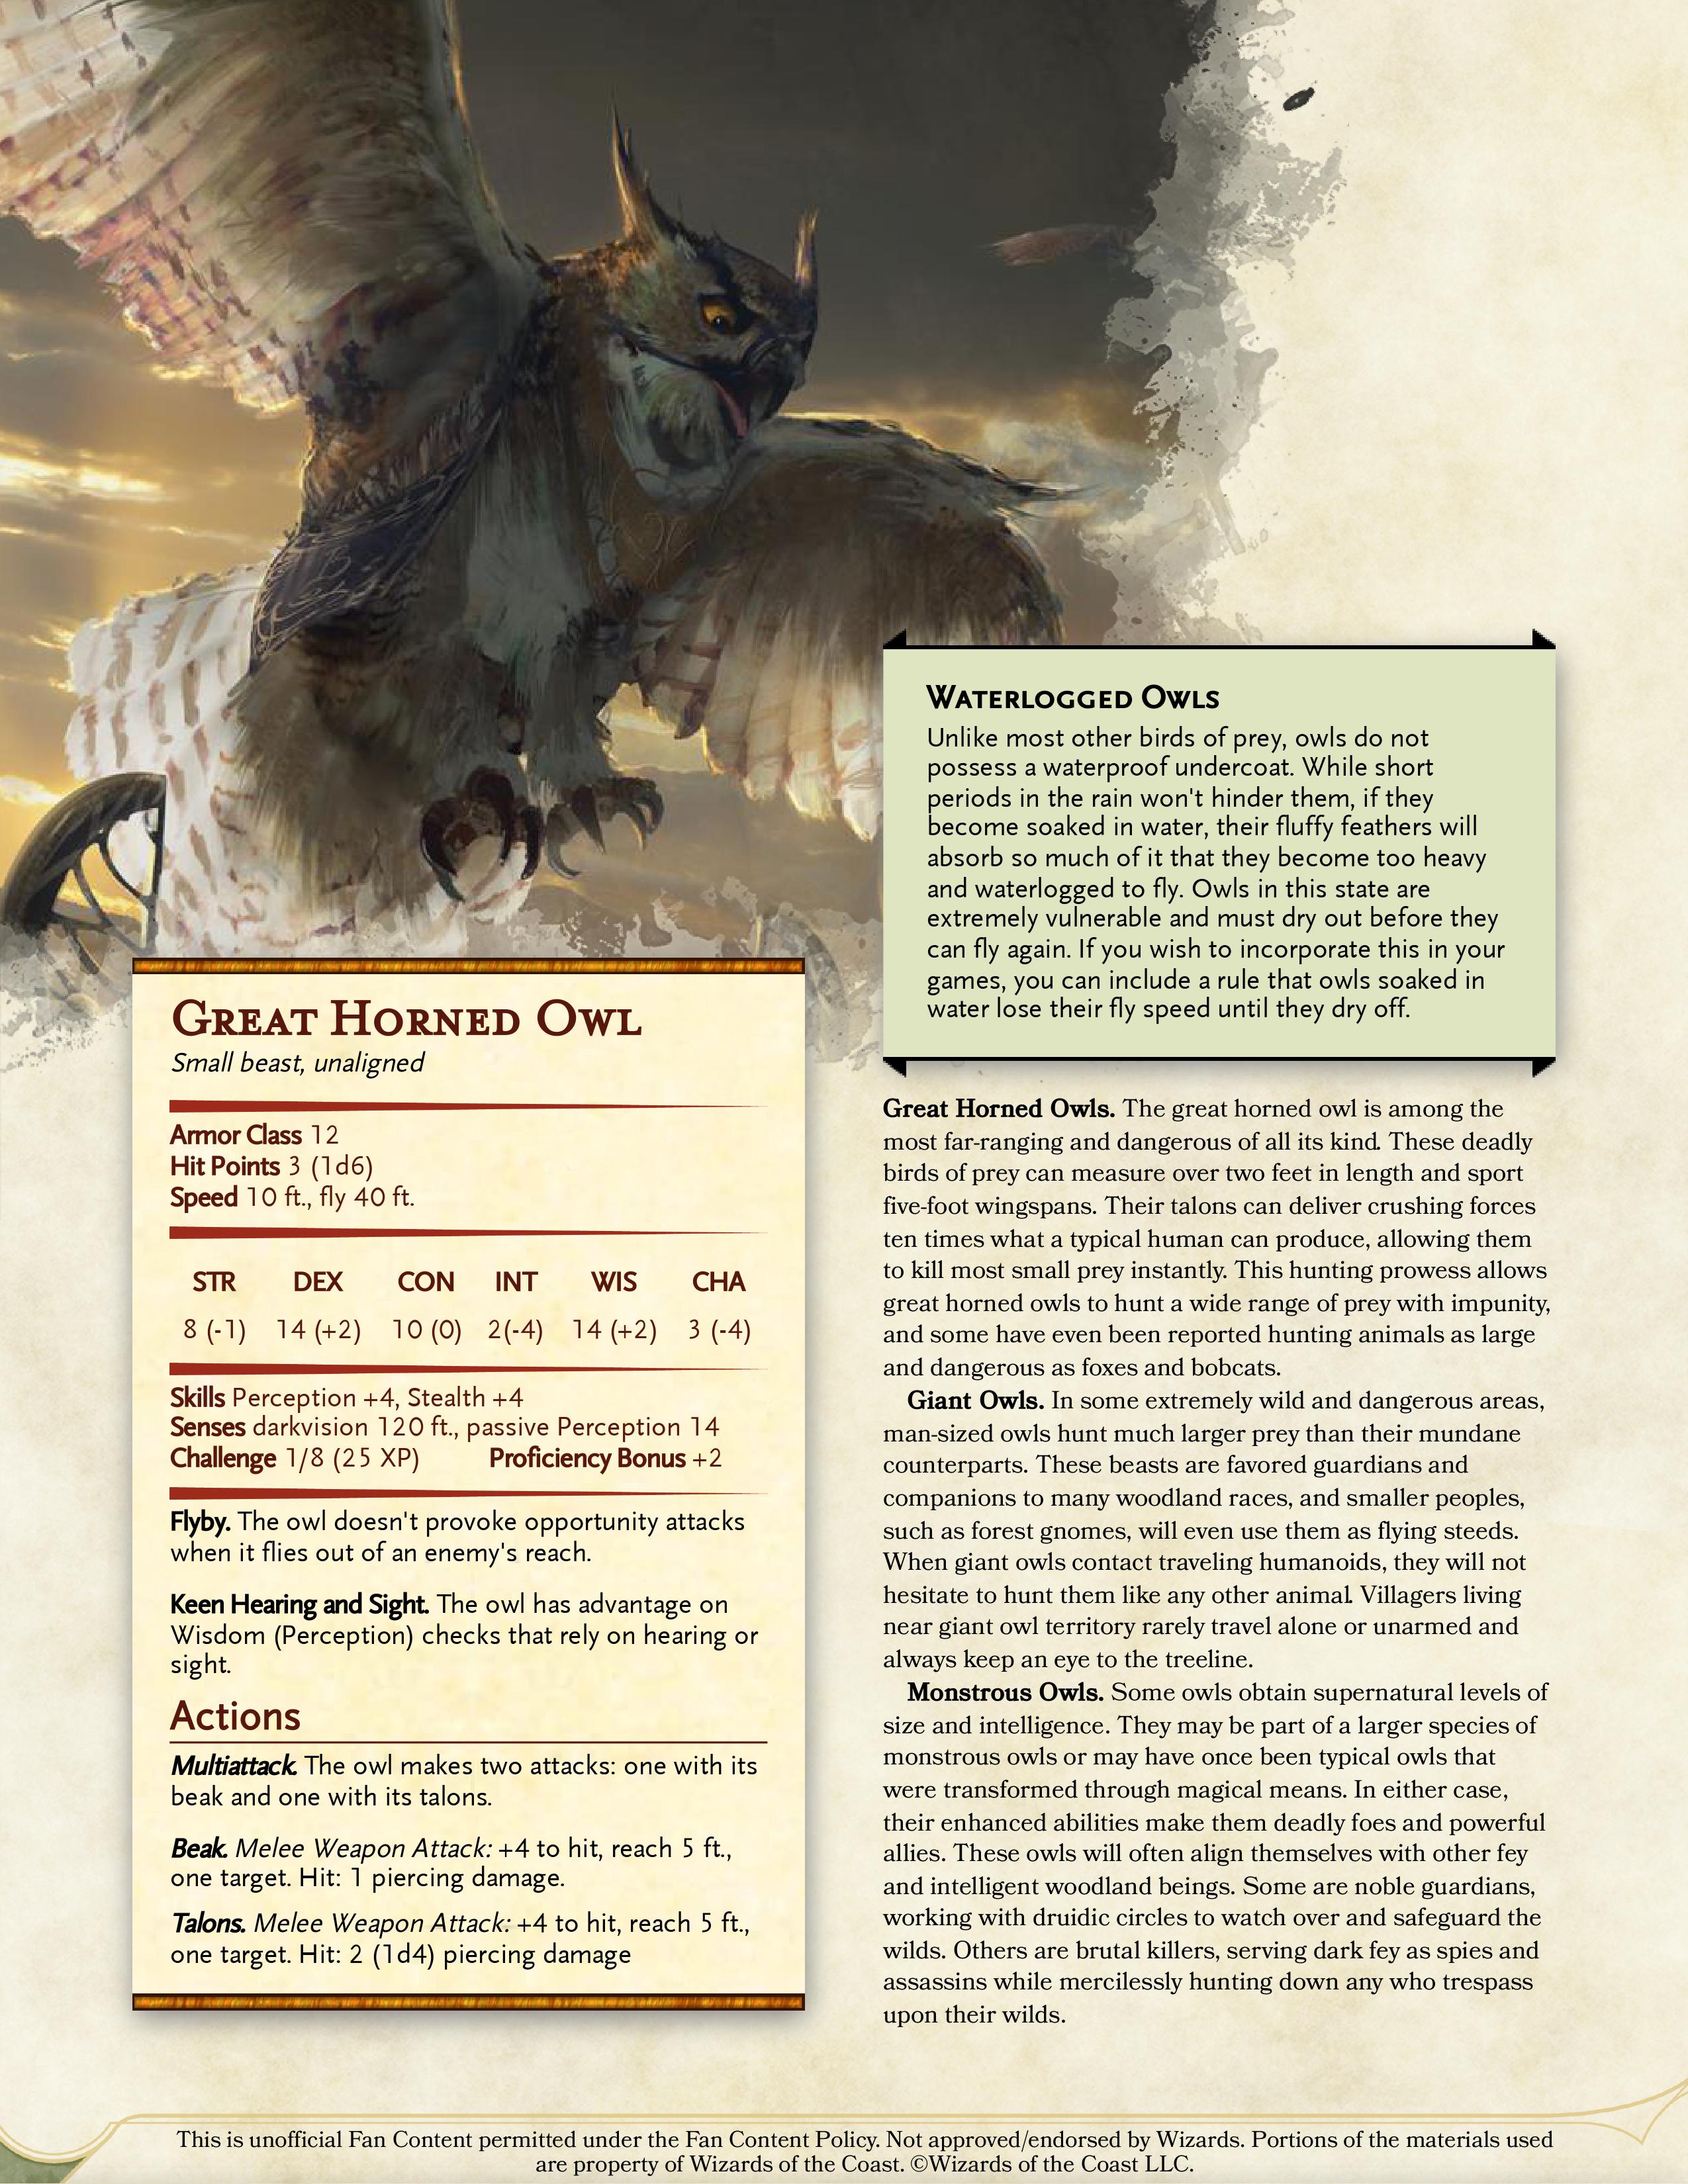 WATERLOGGED OWLS
Unlike most other birds of prey, owls do not
possess a waterproof undercoat. While short
periods in the rain won't hinder them, if they
become soaked in water, their fluffy feathers will
absorb so much of it that they become too heavy
and waterlogged to fly. Owls in this state are
extremely vulnerable and must dry out before they
can fly again. If you wish to incorporate this in your
games, you can include a rule that owls soaked in
water lose their fly speed until they dry off.
GREAT HORNED OWL
Small beast, unaligned
Armor Class 12
Hit Points 3 (1d6)
Speed 10 ft., fly 40 ft.
STR DEX CON INT WIS CHA
8 (-1) 14 (+2) 10 (0) 2(-4) 14 (+2) 3 (-4)
Skills Perception +4, Stealth +4
Senses darkvision 120 ft., passive Perception 14
Challenge 1/8 (25 XP) Proficiency Bonus +2
Flyby. The owl doesn't provoke opportunity attacks
when it flies out of an enemy's reach.
Keen Hearing and Sight. The owl has advantage on
Wisdom (Perception) checks that rely on hearing or
sight.
Actions
Multiattack. The owl makes two attacks: one with its
beak and one with its talons.
Beak. Melee Weapon Attack: +4 to hit, reach 5 ft.,
one target. Hit: 1 piercing damage.
Talons. Melee Weapon Attack: +4 to hit, reach 5 ft.,
one target. Hit: 2 (1d4) piercing damage
Great Horned Owls. The great horned owl is among the
most far-ranging and dangerous of all its kind. These deadly
birds of prey can measure over two feet in length and sport
five-foot wingspans. Their talons can deliver crushing forces
ten times what a typical human can produce, allowing them
to kill most small prey instantly. This hunting prowess allows
great horned owls to hunt a wide range of prey with impunity,
and some have even been reported hunting animals as large
and dangerous as foxes and bobcats.
Giant Owls. In some extremely wild and dangerous areas,
man-sized owls hunt much larger prey than their mundane
counterparts. These beasts are favored guardians and
companions to many woodland races, and smaller peoples,
such as forest gnomes, will even use them as flying steeds.
When giant owls contact traveling humanoids, they will not
hesitate to hunt them like any other animal. Villagers living
near giant owl territory rarely travel alone or unarmed and
always keep an eye to the treeline.
Monstrous Owls. Some owls obtain supernatural levels of
size and intelligence. They may be part of a larger species of
monstrous owls or may have once been typical owls that
were transformed through magical means. In either case,
their enhanced abilities make them deadly foes and powerful
allies. These owls will often align themselves with other fey
and intelligent woodland beings. Some are noble guardians,
working with druidic circles to watch over and safeguard the
wilds. Others are brutal killers, serving dark fey as spies and
assassins while mercilessly hunting down any who trespass
upon their wilds.
This is unofficial Fan Content permitted under the Fan Content Policy. Not approved/endorsed by Wizards. Portions of the materials used
are property of Wizards of the Coast. ©Wizards of the Coast LLC.